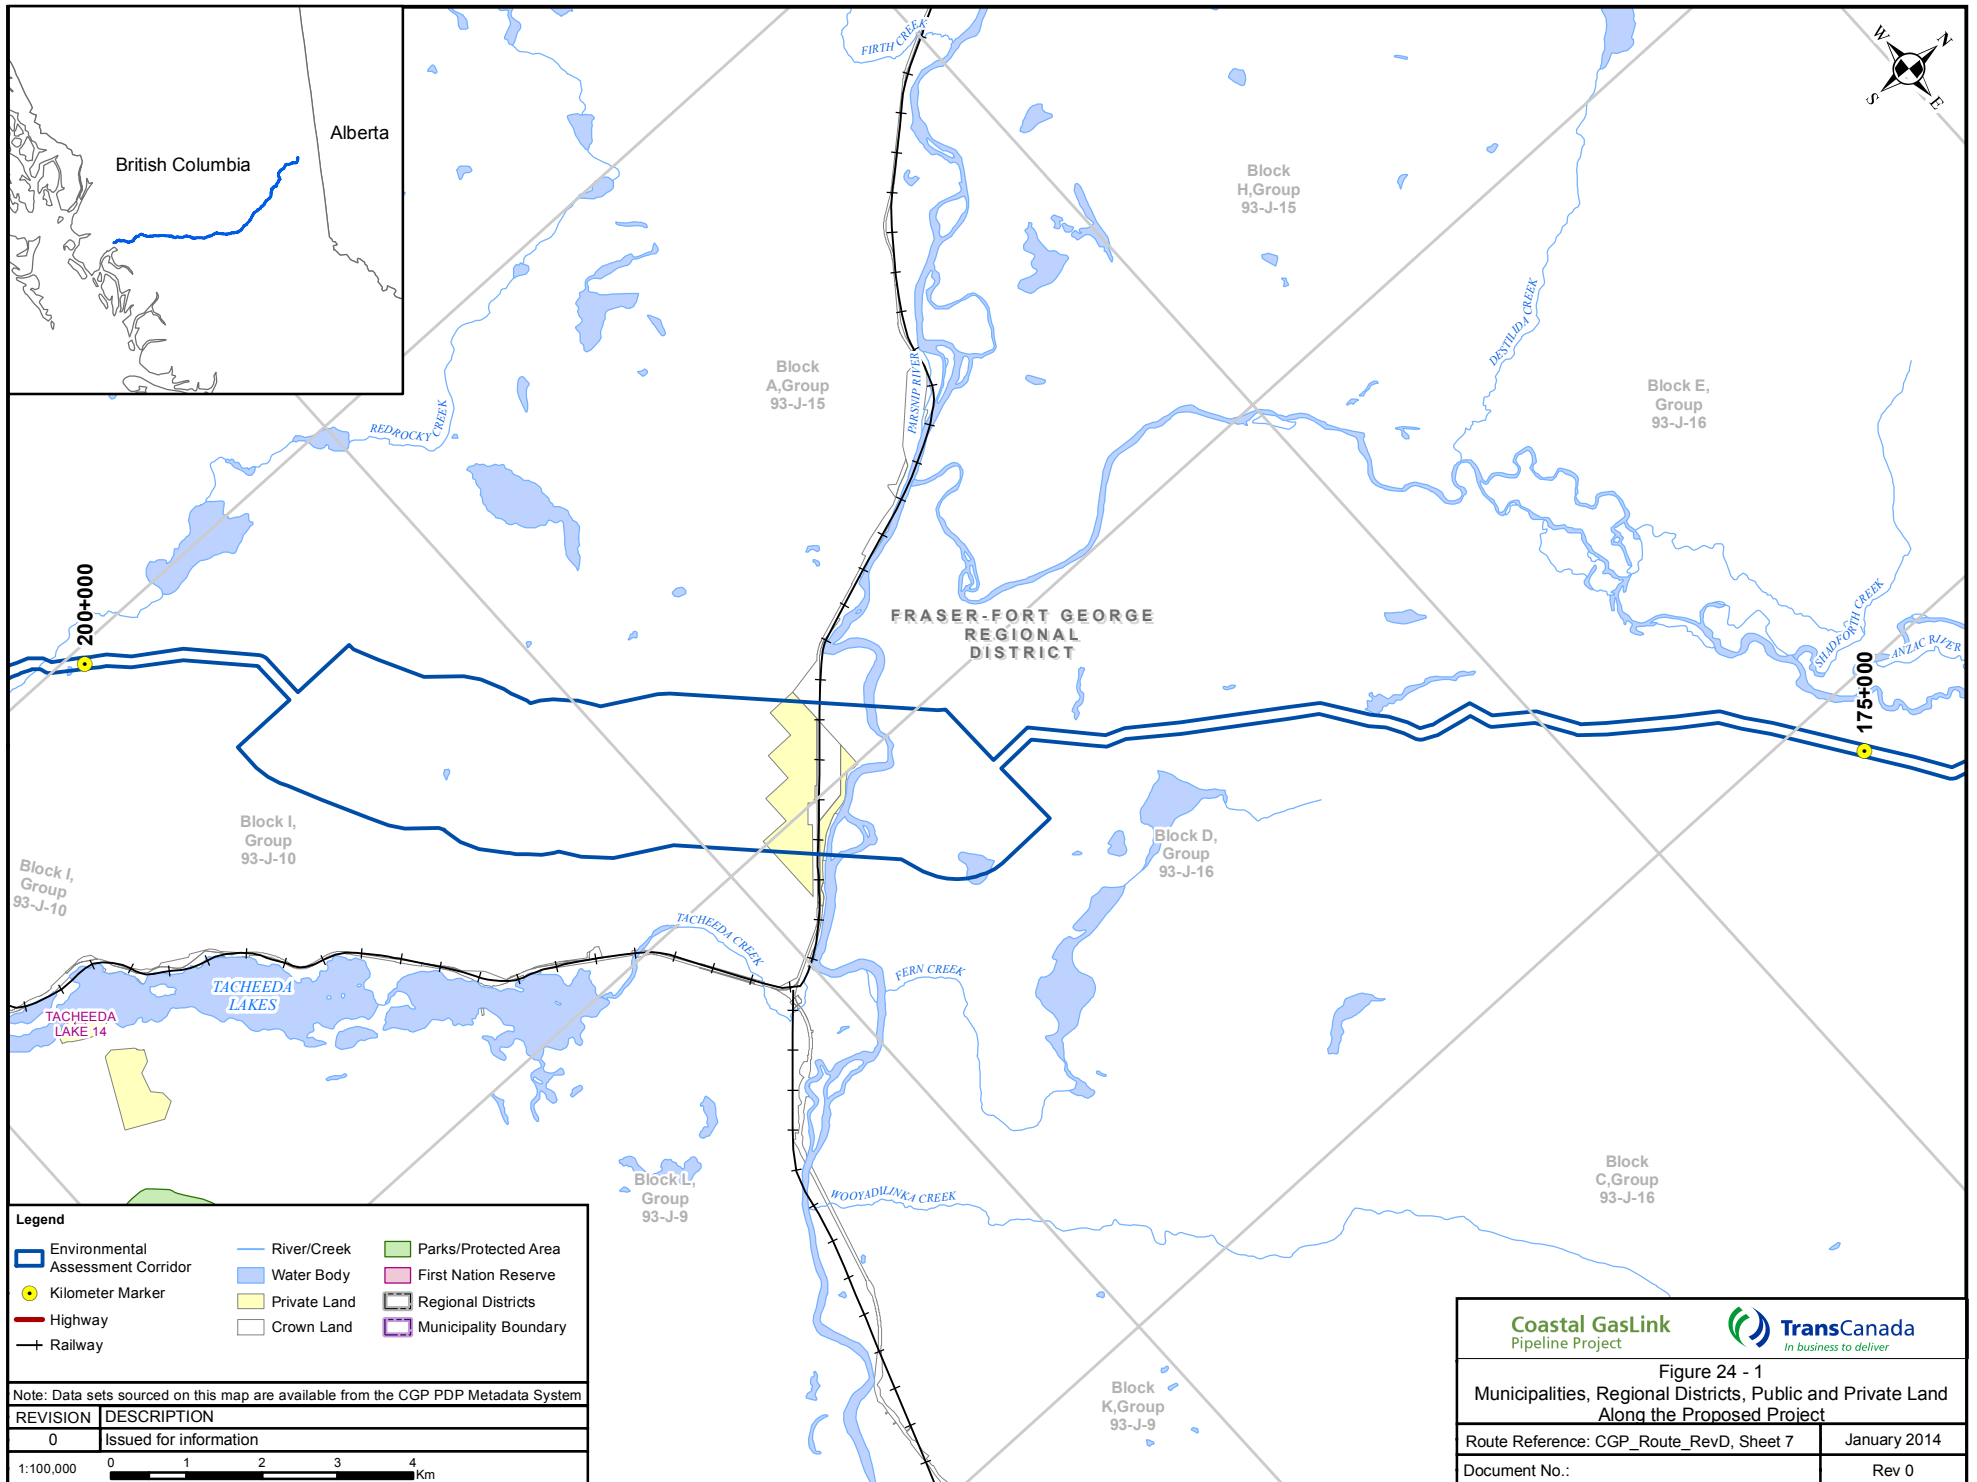 British Columbia
Alberta
FIRTH CREEK
W
N
S
E
Block
H,Group
93-J-15
DESTILIDA CREEK
Block
A,Group
93-J-15
PARSNIP RIVER
REDROCKY CREEK
Block E,
Group
93-J-16
200+000
FRASER-FORT GEORGE
REGIONAL
DISTRICT
SHADFORTH CREEK
ANZAC RIVER
175+000
Block I,
Group
93-J-10
Block I,
Group
93-J-10
Block D,
Group
93-J-16
TACHEEDA CREEK
FERN CREEK
TACHEEDA
LAKES
TACHEEDA
LAKE 14
Block L,
Group
93-J-9
WOOYADILINKA CREEK
Block
C,Group
93-J-16
Block
K,Group
93-J-9
Legend
Environmental
Assessment Corridor
Kilometer Marker
Highway
Railway
River/Creek
Water Body
Private Land
Crown Land
Parks/Protected Area
First Nation Reserve
Regional Districts
Municipality Boundary
Note: Data sets sourced on this map are available from the CGP PDP Metadata System
REVISION DESCRIPTION
0 Issued for information
1:100,000 0 1 2 3 4 Km
Coastal GasLink
Pipeline Project
TransCanada
In business to deliver
Figure 24 - 1
Municipalities, Regional Districts, Public and Private Land
Along the Proposed Project
Route Reference: CGP_Route_RevD, Sheet 7
January 2014
Document No.:
Rev 0